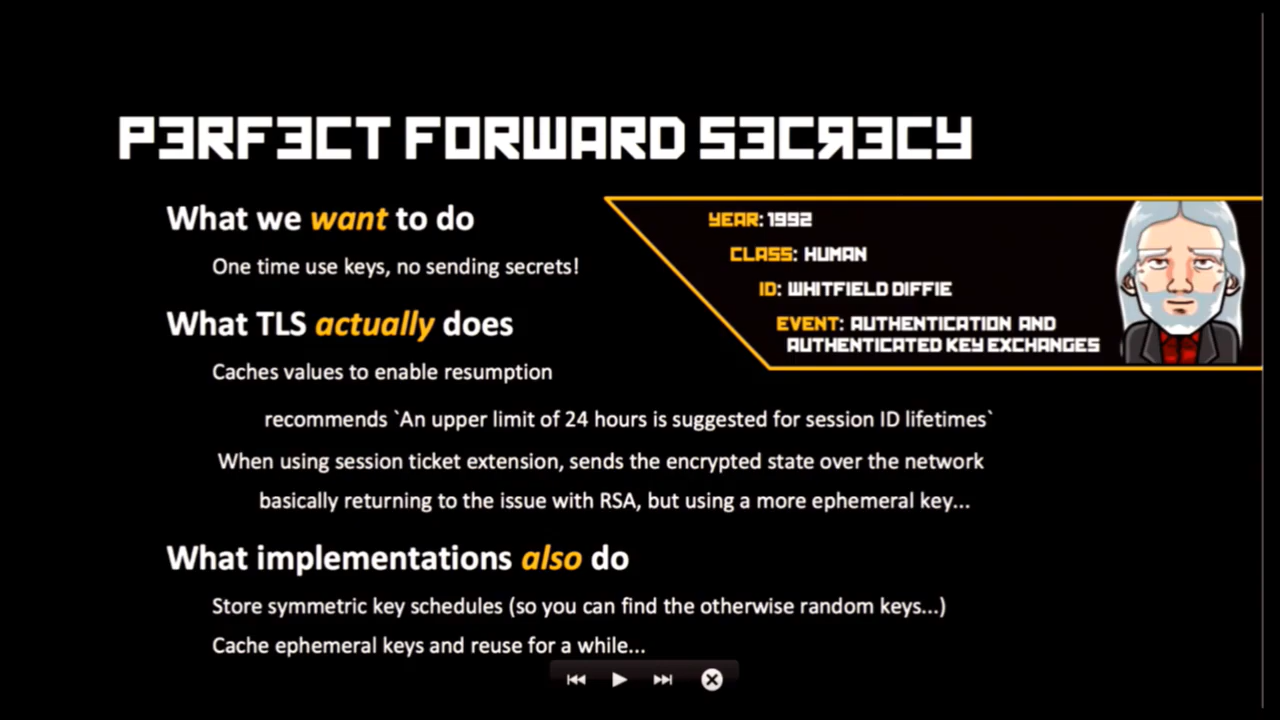 PERFECT FORWARD SECRECY
What we want to do
One time use keys, no sending secrets!
What TLS actually does
Caches values to enable resumption
recommends `An upper limit of 24 hours is suggested for session ID lifetimes`
When using session ticket extension, sends the encrypted state over the network
basically returning to the issue with RSA, but using a more ephemeral key...
What implementations also do
Store symmetric key schedules (so you can find the otherwise random keys...)
Cache ephemeral keys and reuse for a while...
YEAR: 1992
CLASS: HUMAN
ID: WHITFIELD DIFFIE
EVENT: AUTHENTICATION AND
AUTHENTICATED KEY EXCHANGES